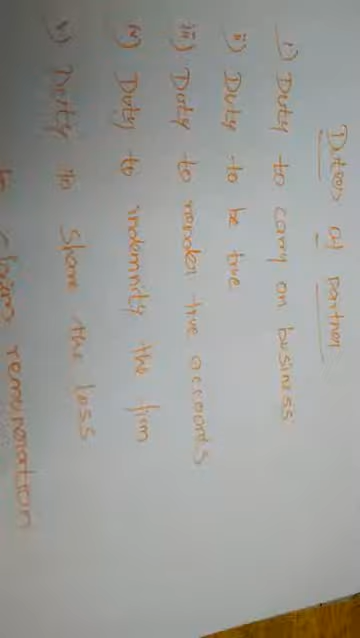 Duties of partner
i) Duty to carry on business
ii) Duty to be true
iii) Duty to render true accounts
iv) Duty to indemnity the firm
v) Duty to share the loss
remuneration